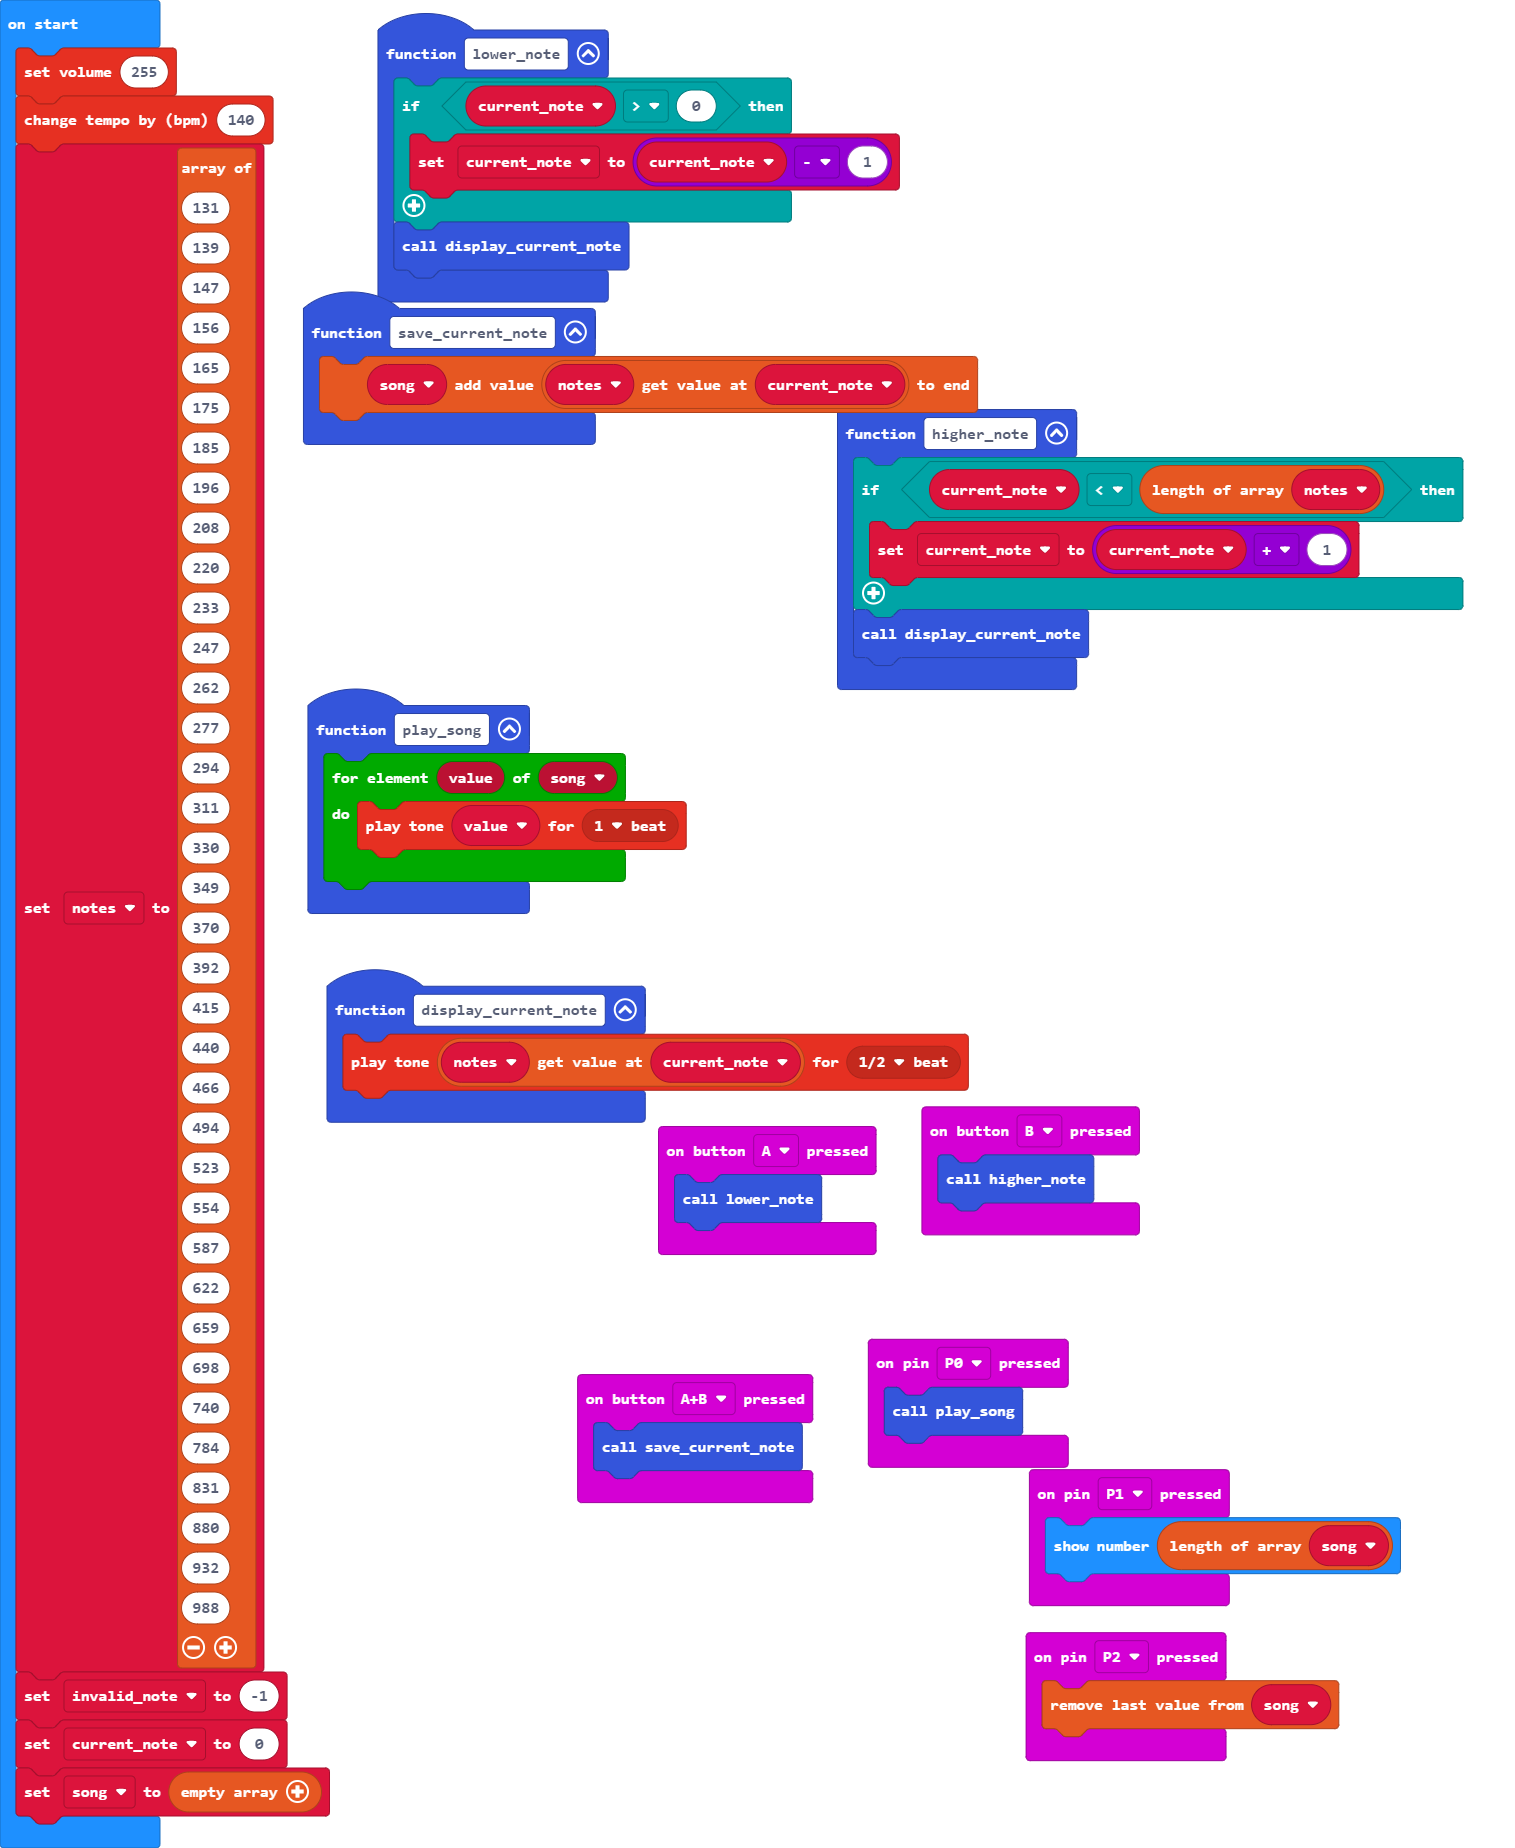 on start
set volume 255
change tempo by (bpm) 140
set notes to array of
131
139
147
156
165
175
185
196
208
220
233
247
262
277
294
311
330
349
370
392
415
440
466
494
523
554
587
622
659
698
740
784
831
880
932
988
set invalid_note to -1
set current_note to 0
set song to empty array
function lower_note
if current_note > 0 then
set current_note to current_note - 1
call display_current_note
function save_current_note
song add value notes get value at current_note to end
function higher_note
if current_note < length of array notes then
set current_note to current_note + 1
call display_current_note
function play_song
for element value of song
do play tone value for 1 beat
function display_current_note
play tone notes get value at current_note for 1/2 beat
on button A pressed
call lower_note
on button B pressed
call higher_note
on button A+B pressed
call save_current_note
on pin P0 pressed
call play_song
on pin P1 pressed
show number length of array song
on pin P2 pressed
remove last value from song